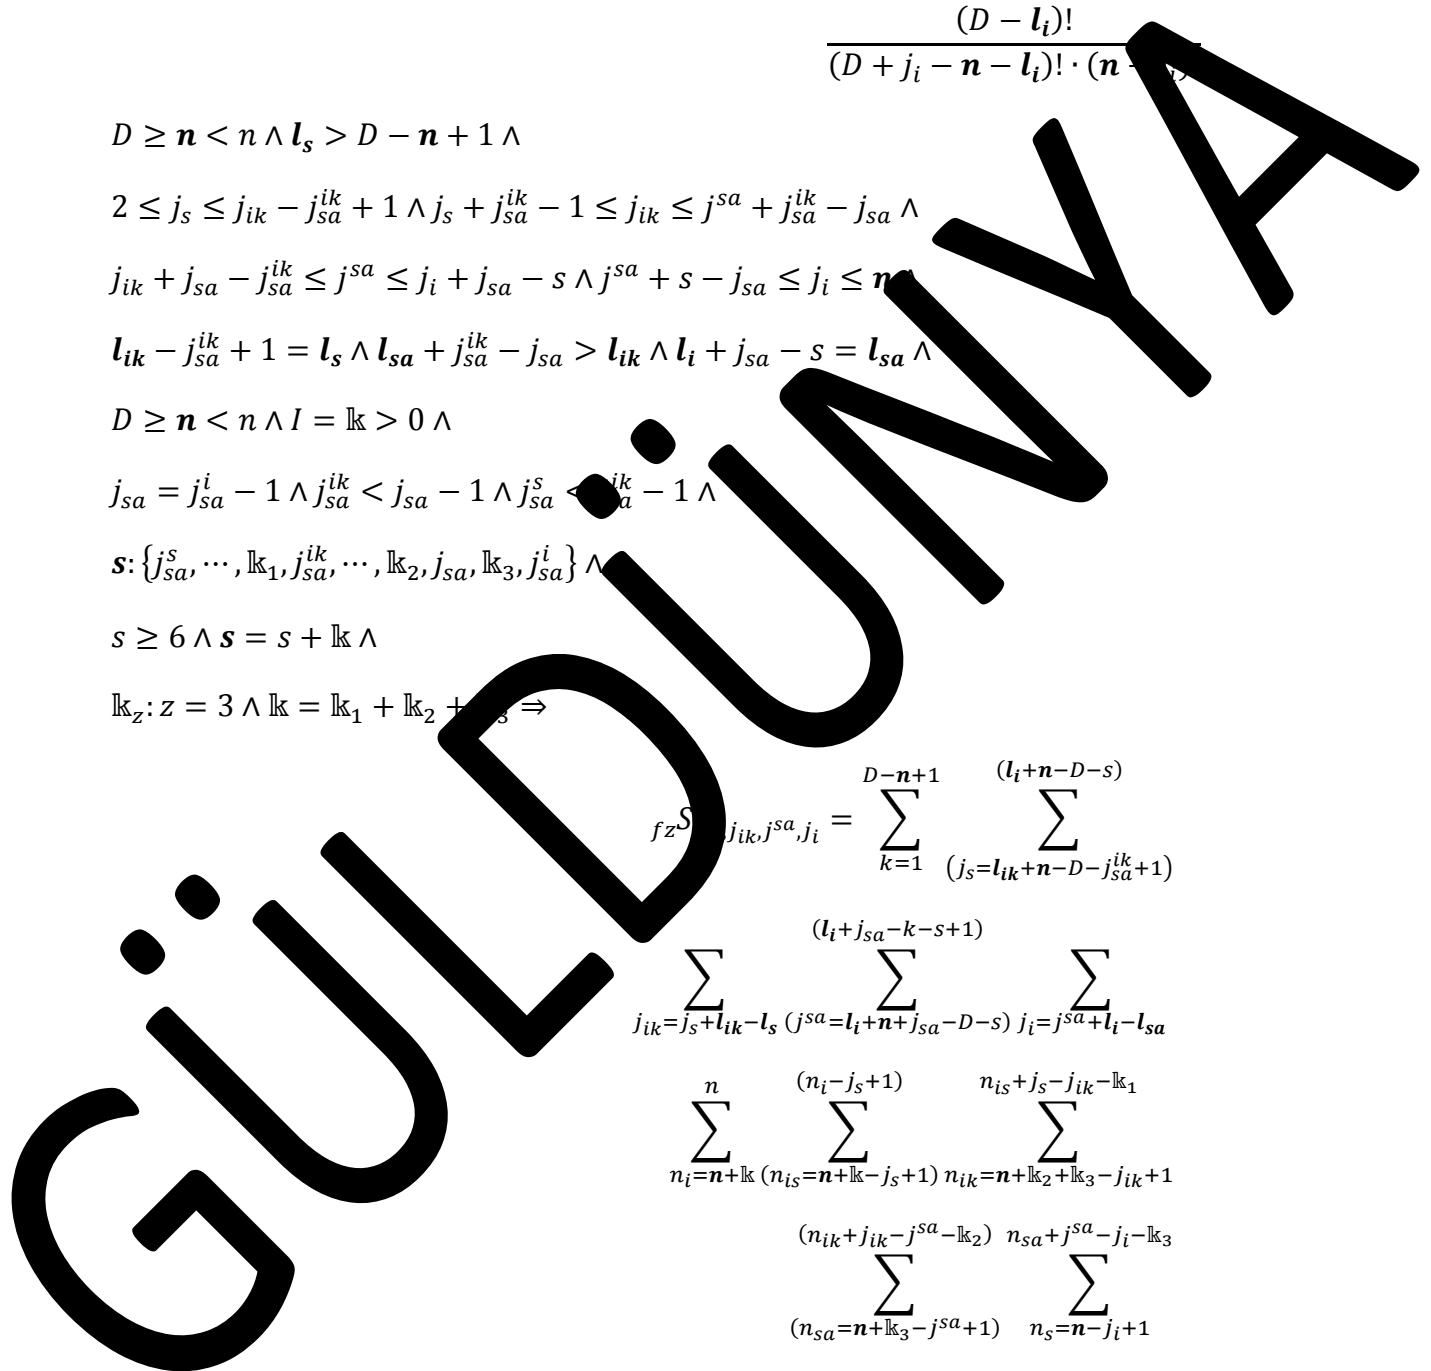 (D − l_i)!
(D + j_i − n − l_i)! · (n
D ≥ n < n ∧ l_s > D − n + 1 ∧
2 ≤ j_s ≤ j_ik − j_sa^ik + 1 ∧ j_s + j_sa^ik − 1 ≤ j_ik ≤ j^sa + j_sa^ik − j_sa ∧
j_ik + j_sa − j_sa^ik ≤ j^sa ≤ j_i + j_sa − s ∧ j^sa + s − j_sa ≤ j_i ≤ n ∧
l_ik − j_sa^ik + 1 = l_s ∧ l_sa + j_sa^ik − j_sa > l_ik ∧ l_i + j_sa − s = l_sa ∧
D ≥ n < n ∧ I = 𝕜 > 0 ∧
j_sa = j_sa^i − 1 ∧ j_sa^ik < j_sa − 1 ∧ j_sa^s < ^ik_a − 1 ∧
s: {j_sa^s, ⋯ , 𝕜_1, j_sa^ik, ⋯ , 𝕜_2, j_sa, 𝕜_3, j_sa^i} ∧
s ≥ 6 ∧ s = s + 𝕜 ∧
𝕜_z: z = 3 ∧ 𝕜 = 𝕜_1 + 𝕜_2 + _3 ⇒
D−n+1 (l_i+n−D−s)
_fz S ,j_ik,j^sa,j_i = ∑ ∑
k=1 (j_s=l_ik+n−D−j_sa^ik+1)
(l_i+j_sa−k−s+1)
∑ ∑ ∑
j_ik=j_s+l_ik−l_s (j^sa=l_i+n+j_sa−D−s) j_i=j^sa+l_i−l_sa
n (n_i−j_s+1) n_is+j_s−j_ik−𝕜_1
∑ ∑ ∑
n_i=n+𝕜 (n_is=n+𝕜−j_s+1) n_ik=n+𝕜_2+𝕜_3−j_ik+1
(n_ik+j_ik−j^sa−𝕜_2) n_sa+j^sa−j_i−𝕜_3
∑ ∑
(n_sa=n+𝕜_3−j^sa+1) n_s=n−j_i+1
GÜLDÜNYA